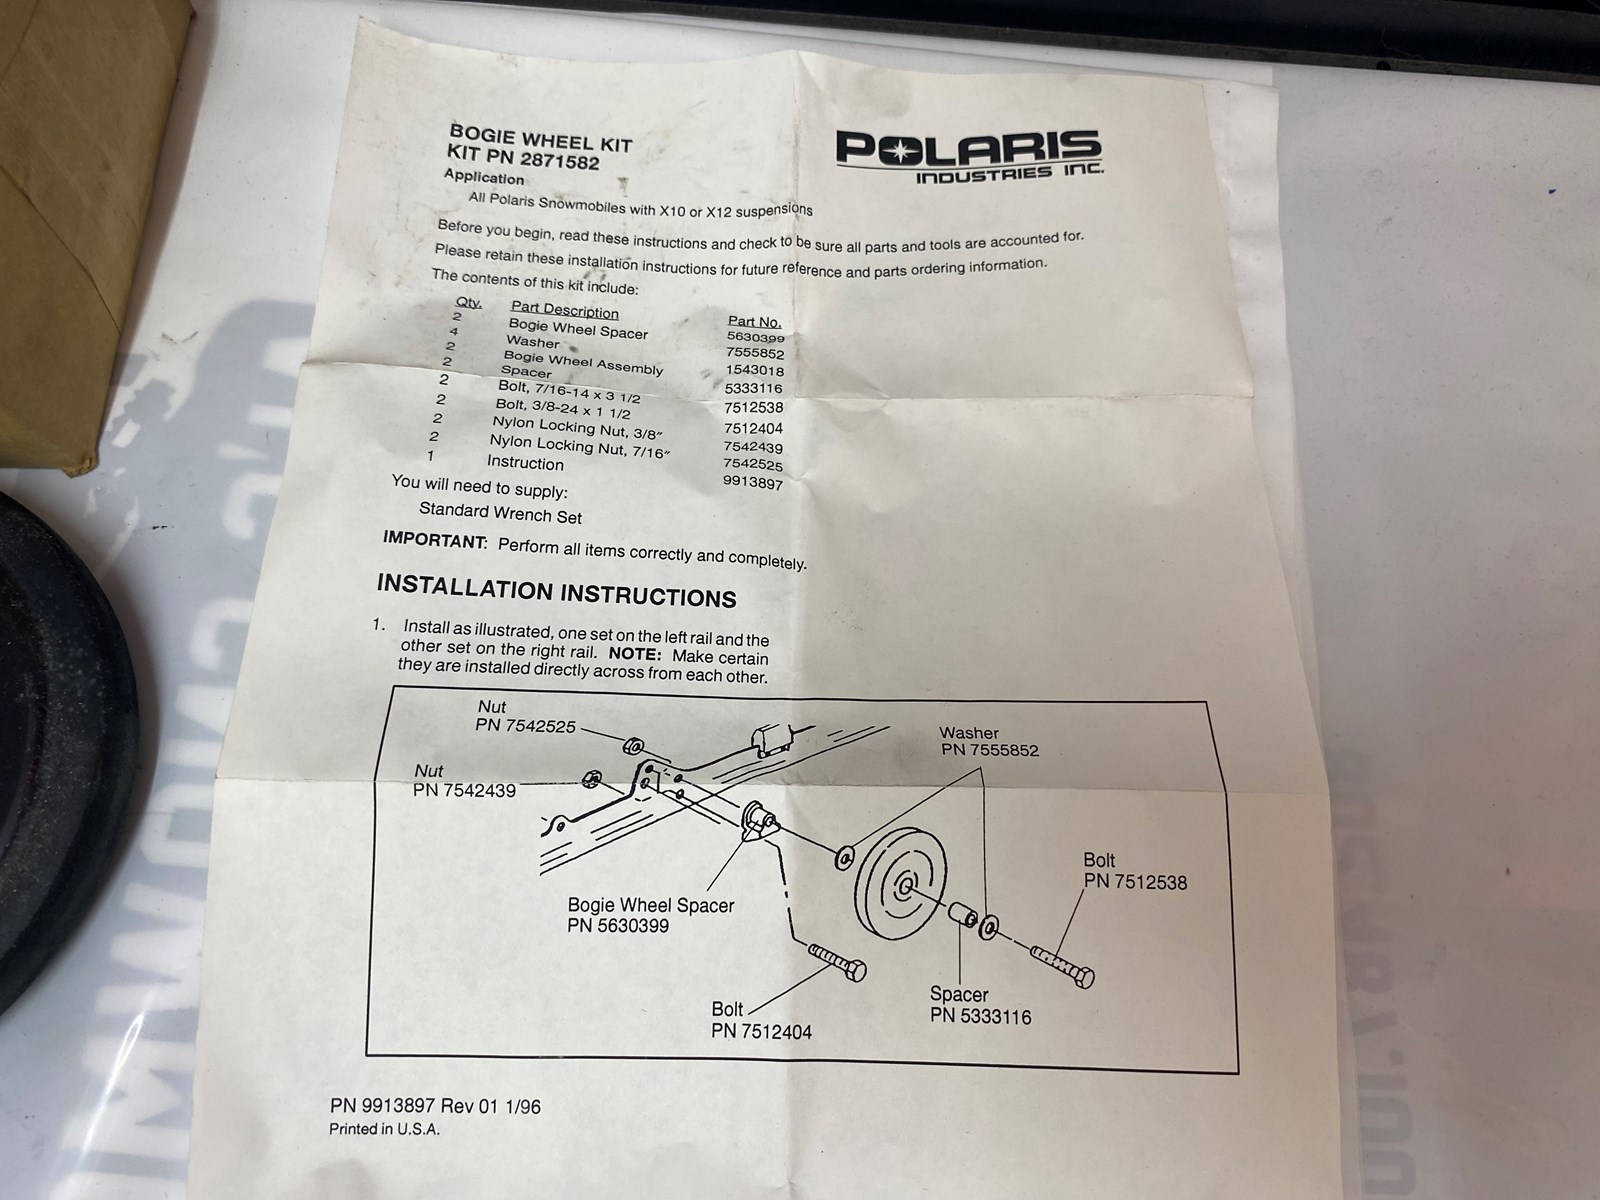 BOGIE WHEEL KIT
KIT PN 2871582
POLARIS
INDUSTRIES INC.
Application
All Polaris Snowmobiles with X10 or X12 suspensions
Before you begin, read these instructions and check to be sure all parts and tools are accounted for.
Please retain these installation instructions for future reference and parts ordering information.
The contents of this kit include:
Qty. Part Description Part No.
2 Bogie Wheel Spacer 5630399
4 Washer 7555852
2 Bogie Wheel Assembly 1543018
2 Spacer 5333116
2 Bolt, 7/16-14 x 3 1/2 7512538
2 Bolt, 3/8-24 x 1 1/2 7512404
2 Nylon Locking Nut, 3/8″ 7542439
2 Nylon Locking Nut, 7/16″ 7542525
1 Instruction 9913897
You will need to supply:
Standard Wrench Set
IMPORTANT: Perform all items correctly and completely.
INSTALLATION INSTRUCTIONS
1. Install as illustrated, one set on the left rail and the
other set on the right rail. NOTE: Make certain
they are installed directly across from each other.
Nut
PN 7542525
Nut
PN 7542439
Washer
PN 7555852
Bolt
PN 7512538
Bogie Wheel Spacer
PN 5630399
Spacer
PN 5333116
Bolt
PN 7512404
PN 9913897 Rev 01 1/96
Printed in U.S.A.